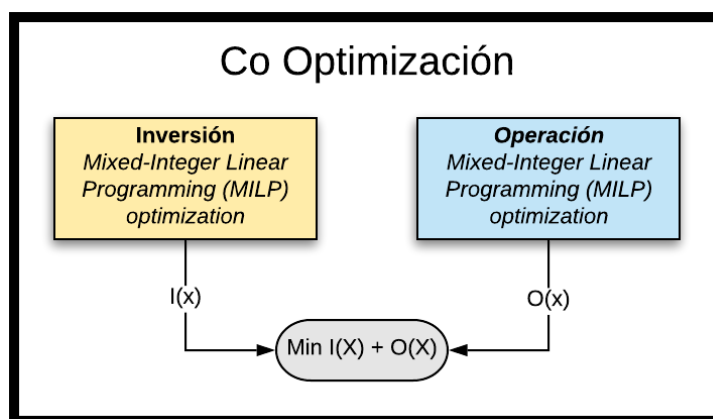 Co Optimización
Inversión
Mixed-Integer Linear
Programming (MILP)
optimization
Operación
Mixed-Integer Linear
Programming (MILP)
optimization
I(x)
O(x)
Min I(X) + O(X)